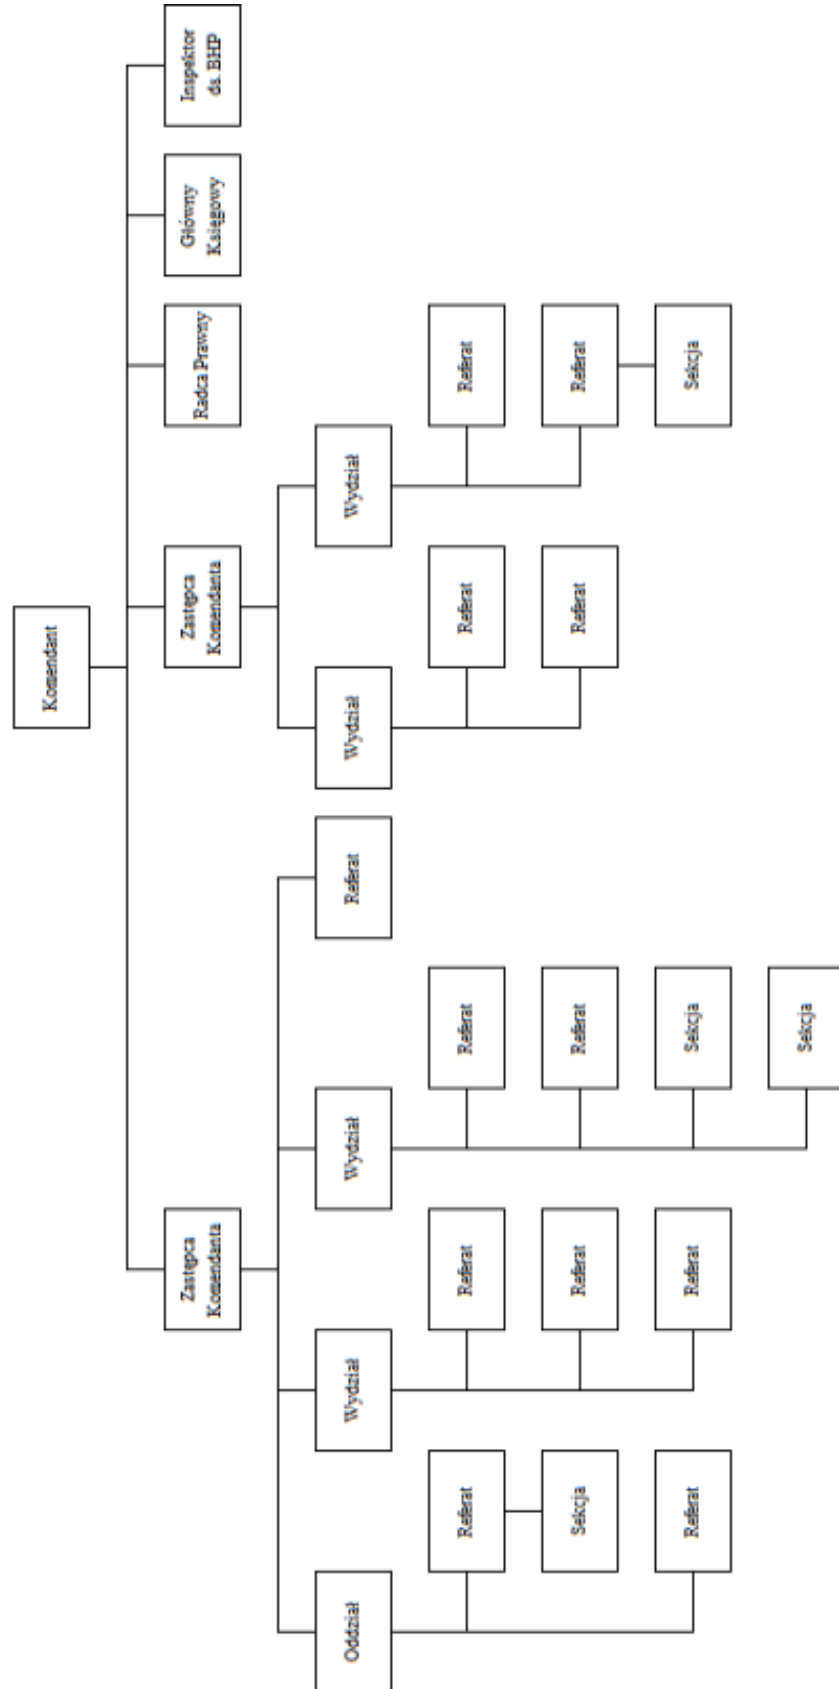 Komendant
Zastępca
Komendanta
Zastępca
Komendanta
Radca Prawny
Główny
Księgowy
Inspektor
ds. BHP
Oddział
Wydział
Wydział
Referat
Wydział
Wydział
Referat
Referat
Referat
Referat
Referat
Sekcja
Referat
Referat
Referat
Referat
Referat
Referat
Sekcja
Sekcja
Sekcja